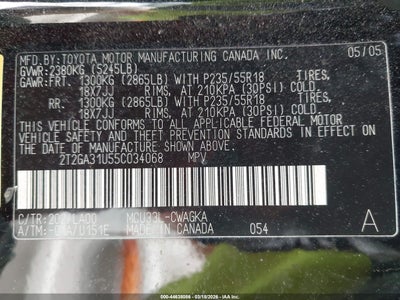 MFD.BY:TOYOTA MOTOR MANUFACTURING CANADA INC. 05/05
GVWR:2380KG (5245LB)
GAWR:FRT. 1300KG (2865LB) WITH P235/55R18 TIRES,
18X7JJ RIMS, AT 210KPA (30PSI) COLD
RR. 1300KG (2865LB) WITH P235/55R18 TIRES,
18X7JJ RIMS, AT 210KPA (30PSI) COLD
THIS VEHICLE CONFORMS TO ALL APPLICABLE FEDERAL MOTOR
VEHICLE SAFETY AND BUMPER STANDARDS IN EFFECT ON THE
DATE OF MANUFACTURE SHOWN ABOVE.
2T2GA31U55C034068 MPV
C/TR: MCU33L-CWAGKA A
A/TM: MADE IN CANADA 054
000-44638086 - 03/18/2026 - IAA Inc.